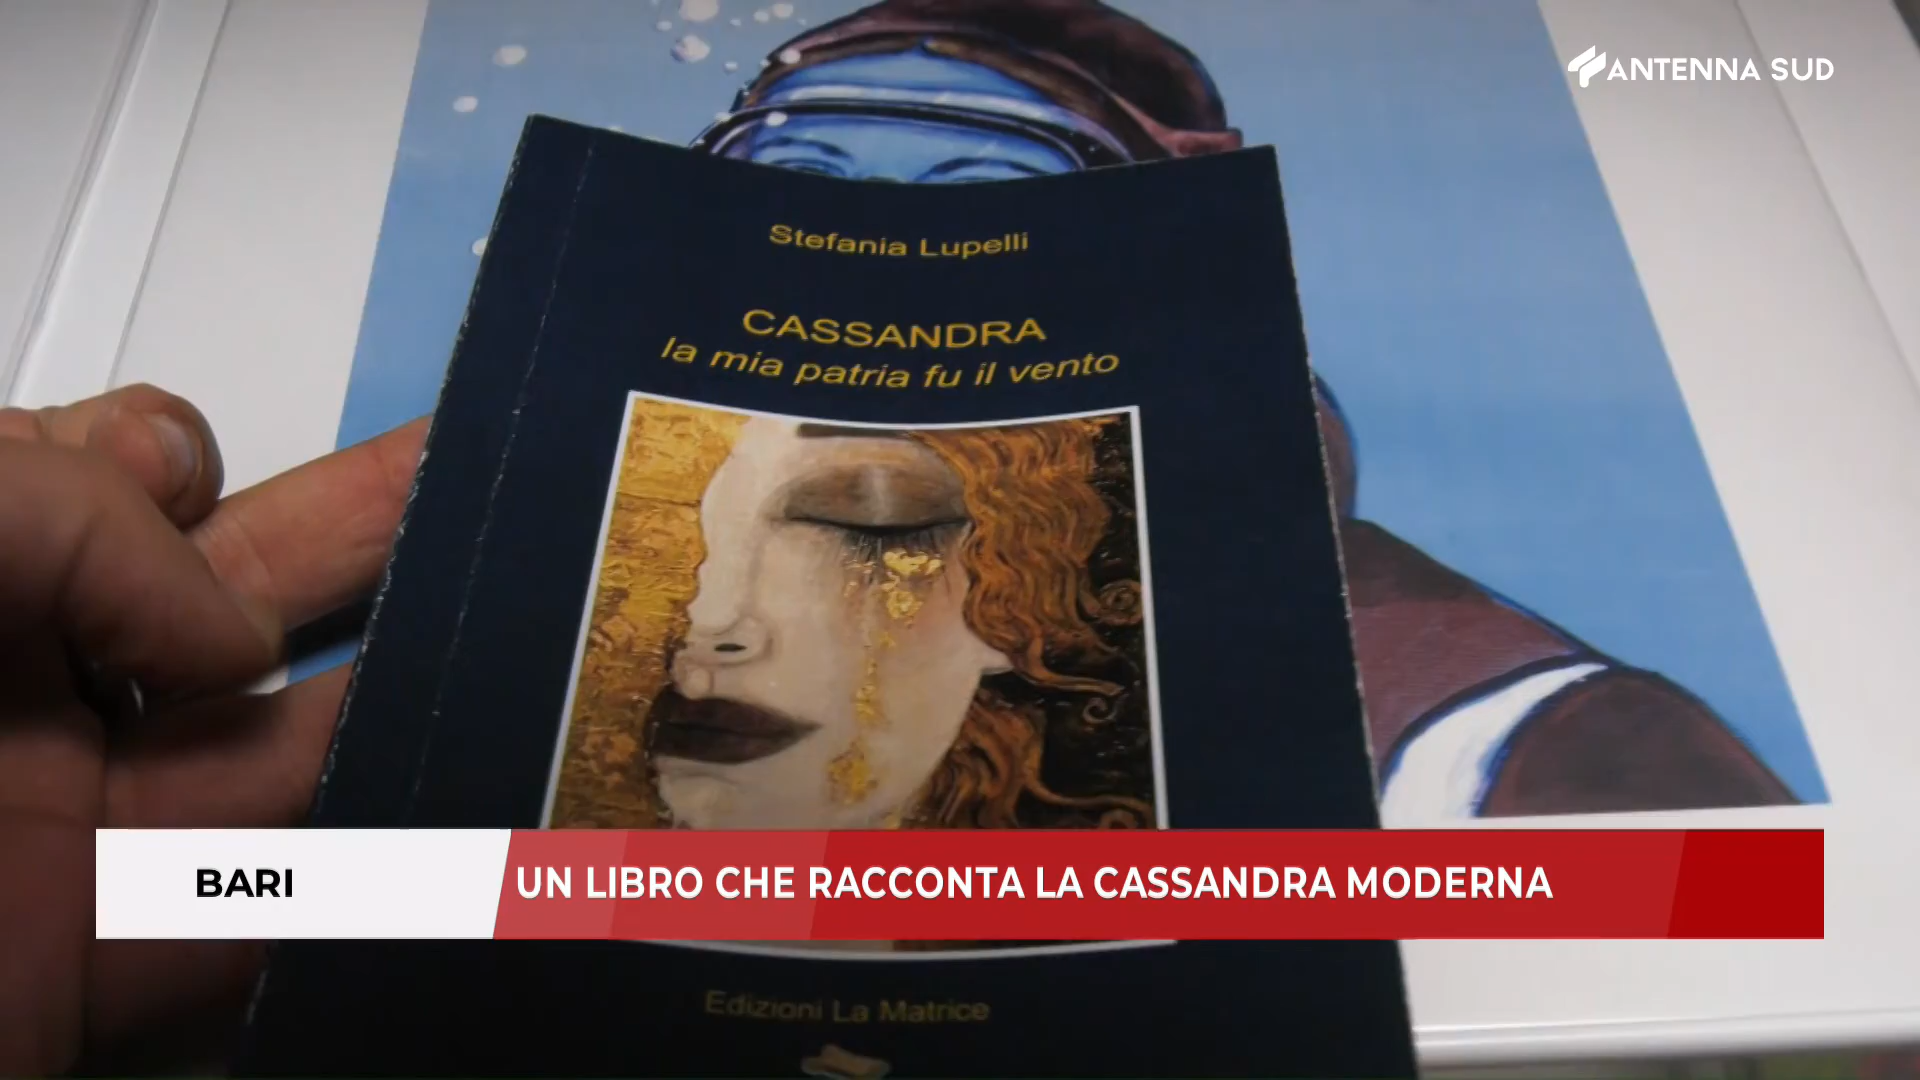 ANTENNA SUD
Stefania Lupelli
CASSANDRA
la mia patria fu il vento
BARI
UN LIBRO CHE RACCONTA LA CASSANDRA MODERNA
Edizioni La Matrice